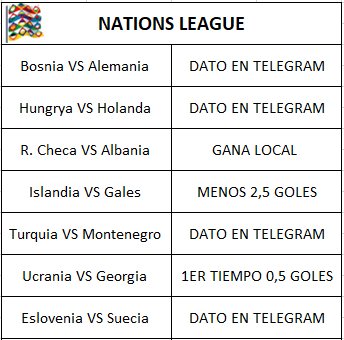 NATIONS LEAGUE
Bosnia VS Alemania DATO EN TELEGRAM
Hungrya VS Holanda DATO EN TELEGRAM
R. Checa VS Albania GANA LOCAL
Islandia VS Gales MENOS 2,5 GOLES
Turquia VS Montenegro DATO EN TELEGRAM
Ucrania VS Georgia 1ER TIEMPO 0,5 GOLES
Eslovenia VS Suecia DATO EN TELEGRAM